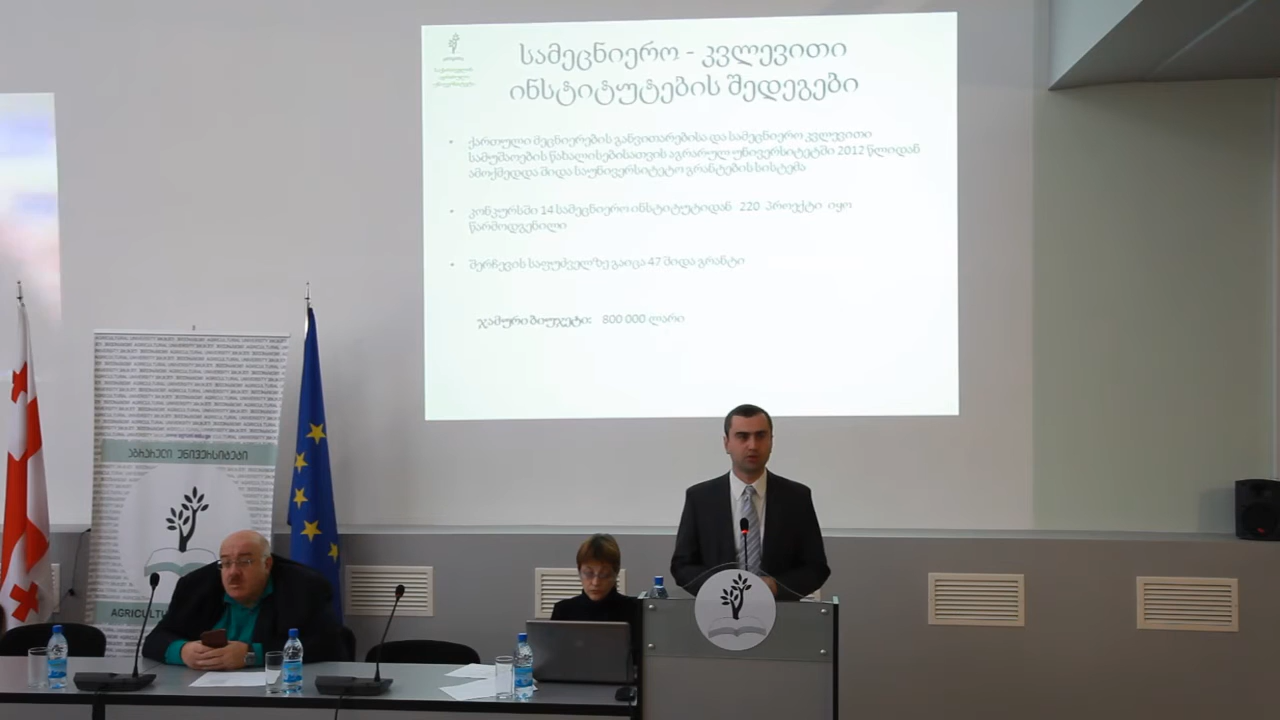 სამეცნიერო - კვლევითი
ინსტიტუტების შედეგები
• ქართული მეცნიერების განვითარებისა და სამეცნიერო კვლევითი
სამუშაოების წახალისებისათვის აგრარულ უნივერსიტეტში 2012 წლიდან
ამოქმედდა შიდა საუნივერსიტეტო გრანტების სისტემა
• კონკურსში 14 სამეცნიერო ინსტიტუტიდან 220 პროექტი იყო
წარმოდგენილი
• შერჩევის საფუძველზე გაიცა 47 შიდა გრანტი
ჯამური ბიუჯეტი: 800 000 ლარი
აგრარული უნივერსიტეტი
AGRICULTU